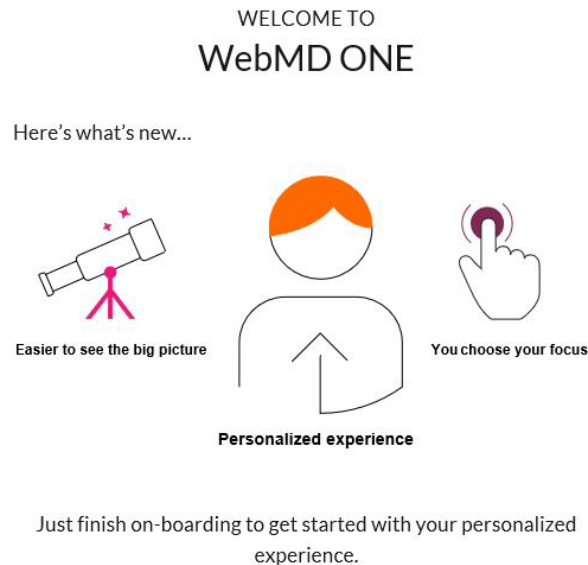 WELCOME TO
WebMD ONE
Here’s what’s new...
Easier to see the big picture
You choose your focus
Personalized experience
Just finish on-boarding to get started with your personalized
experience.